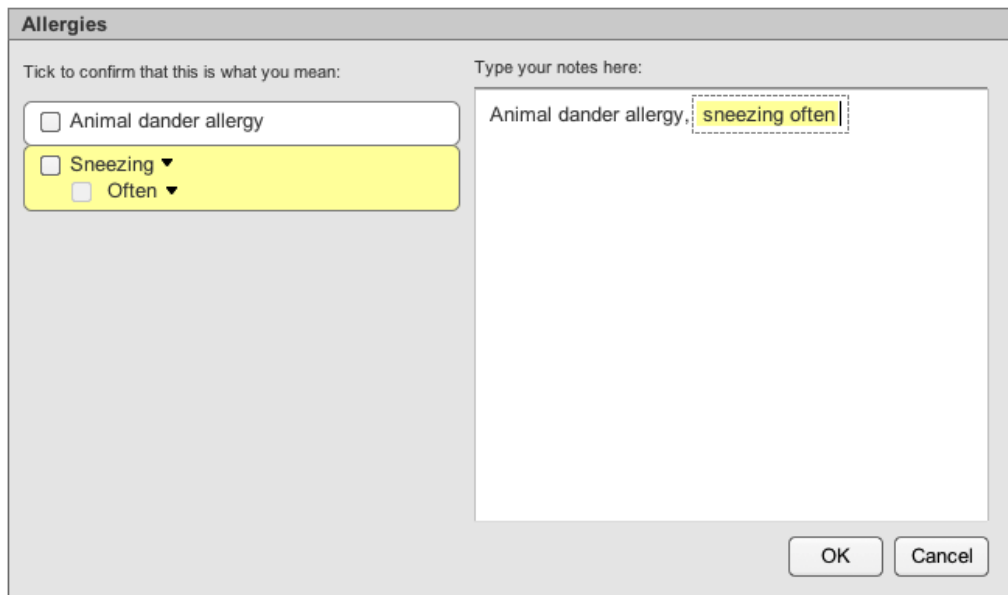 Allergies
Tick to confirm that this is what you mean:
Animal dander allergy
Sneezing
Often
Type your notes here:
Animal dander allergy, sneezing often
OK
Cancel